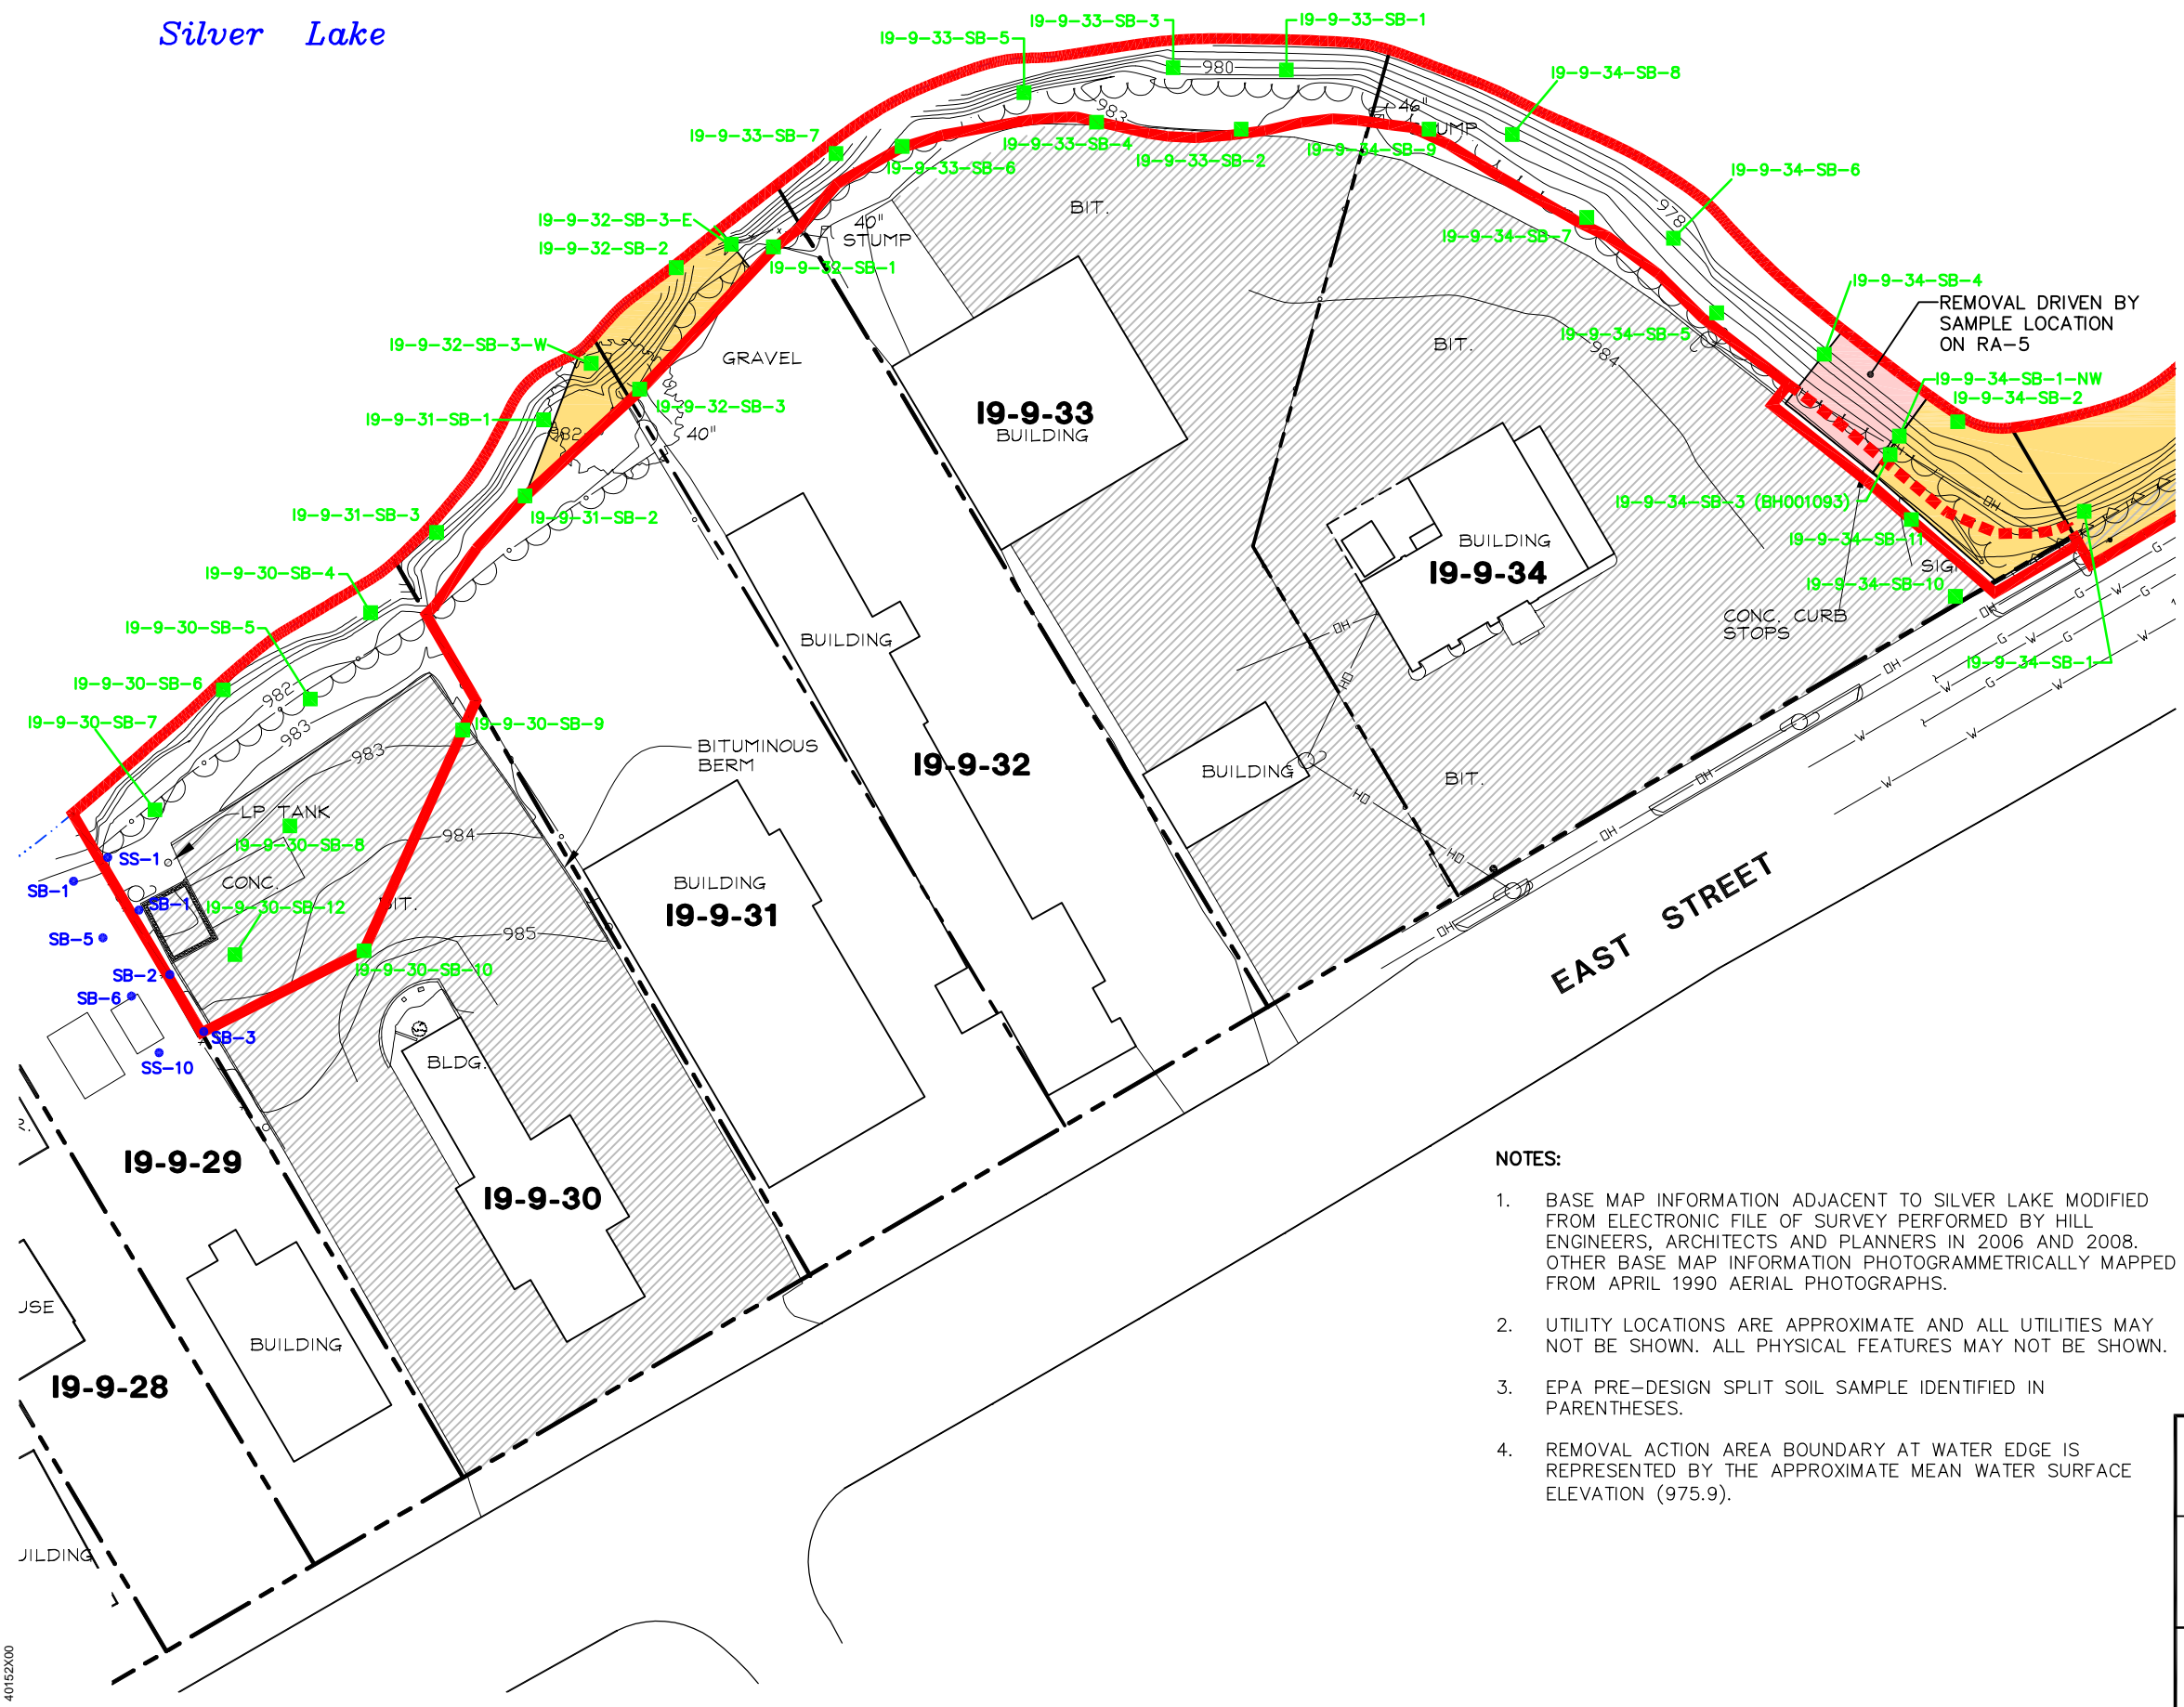 Silver Lake
I9-9-33-SB-3
I9-9-33-SB-1
I9-9-33-SB-5
980
I9-9-34-SB-8
983
46"
STUMP
I9-9-33-SB-7
I9-9-33-SB-4
I9-9-33-SB-2
I9-9-34-SB-9
I9-9-33-SB-6
I9-9-34-SB-6
BIT.
978
I9-9-32-SB-3-E
40"
STUMP
I9-9-32-SB-2
I9-9-34-SB-7
I9-9-32-SB-1
I9-9-34-SB-4
REMOVAL DRIVEN BY
SAMPLE LOCATION
ON RA-5
I9-9-32-SB-3-W
GRAVEL
BIT.
984
I9-9-34-SB-5
I9-9-34-SB-1-NW
I9-9-34-SB-2
I9-9-32-SB-3
I9-9-33
BUILDING
I9-9-31-SB-1
982
40"
I9-9-34-SB-3 (BH001093)
OH
I9-9-31-SB-3
I9-9-31-SB-2
BUILDING
I9-9-34
I9-9-34-SB-11
I9-9-30-SB-4
I9-9-34-SB-10
CONC. CURB
STOPS
I9-9-30-SB-5
BUILDING
OH
I9-9-34-SB-1
I9-9-30-SB-6
982
983
I9-9-30-SB-7
I9-9-30-SB-9
983
BITUMINOUS
BERM
I9-9-32
BUILDING
BIT.
OH
OH
OH
G
W
LP TANK
984
I9-9-30-SB-8
SS-1
SB-1
CONC.
BUILDING
I9-9-31
SB-1
I9-9-30-SB-12
BIT.
OH
OH
OH
EAST STREET
SB-5
985
SB-2
I9-9-30-SB-10
SB-6
SB-3
SS-10
BLDG.
R.
I9-9-29
I9-9-30
BUILDING
I9-9-28
NOTES:
1. BASE MAP INFORMATION ADJACENT TO SILVER LAKE MODIFIED
FROM ELECTRONIC FILE OF SURVEY PERFORMED BY HILL
ENGINEERS, ARCHITECTS AND PLANNERS IN 2006 AND 2008.
OTHER BASE MAP INFORMATION PHOTOGRAMMETRICALLY MAPPED
FROM APRIL 1990 AERIAL PHOTOGRAPHS.
2. UTILITY LOCATIONS ARE APPROXIMATE AND ALL UTILITIES MAY
NOT BE SHOWN. ALL PHYSICAL FEATURES MAY NOT BE SHOWN.
3. EPA PRE-DESIGN SPLIT SOIL SAMPLE IDENTIFIED IN
PARENTHESES.
4. REMOVAL ACTION AREA BOUNDARY AT WATER EDGE IS
REPRESENTED BY THE APPROXIMATE MEAN WATER SURFACE
ELEVATION (975.9).
40152X00